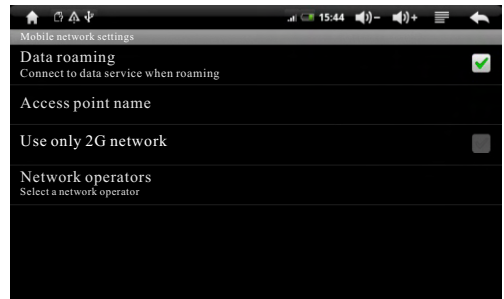 15:44
Mobile network settings
Data roaming
Connect to data service when roaming
Access point name
Use only 2G network
Network operators
Select a network operator